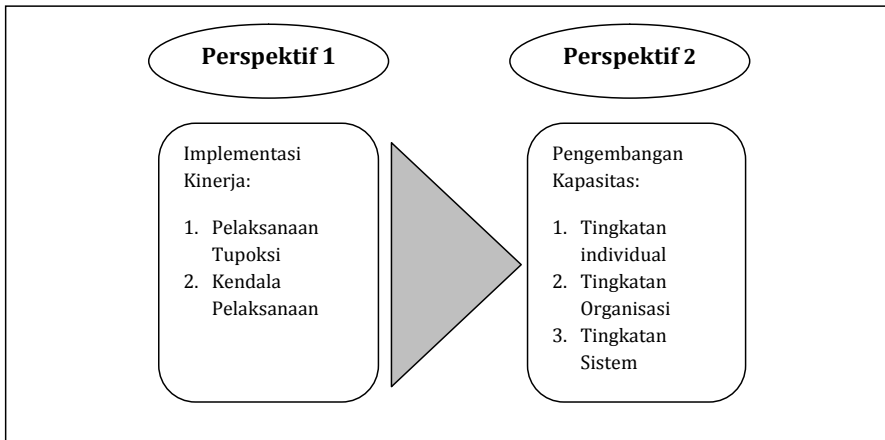 Perspektif 1
Implementasi
Kinerja:
1. Pelaksanaan
Tupoksi
2. Kendala
Pelaksanaan
Perspektif 2
Pengembangan
Kapasitas:
1. Tingkatan
individual
2. Tingkatan
Organisasi
3. Tingkatan
Sistem